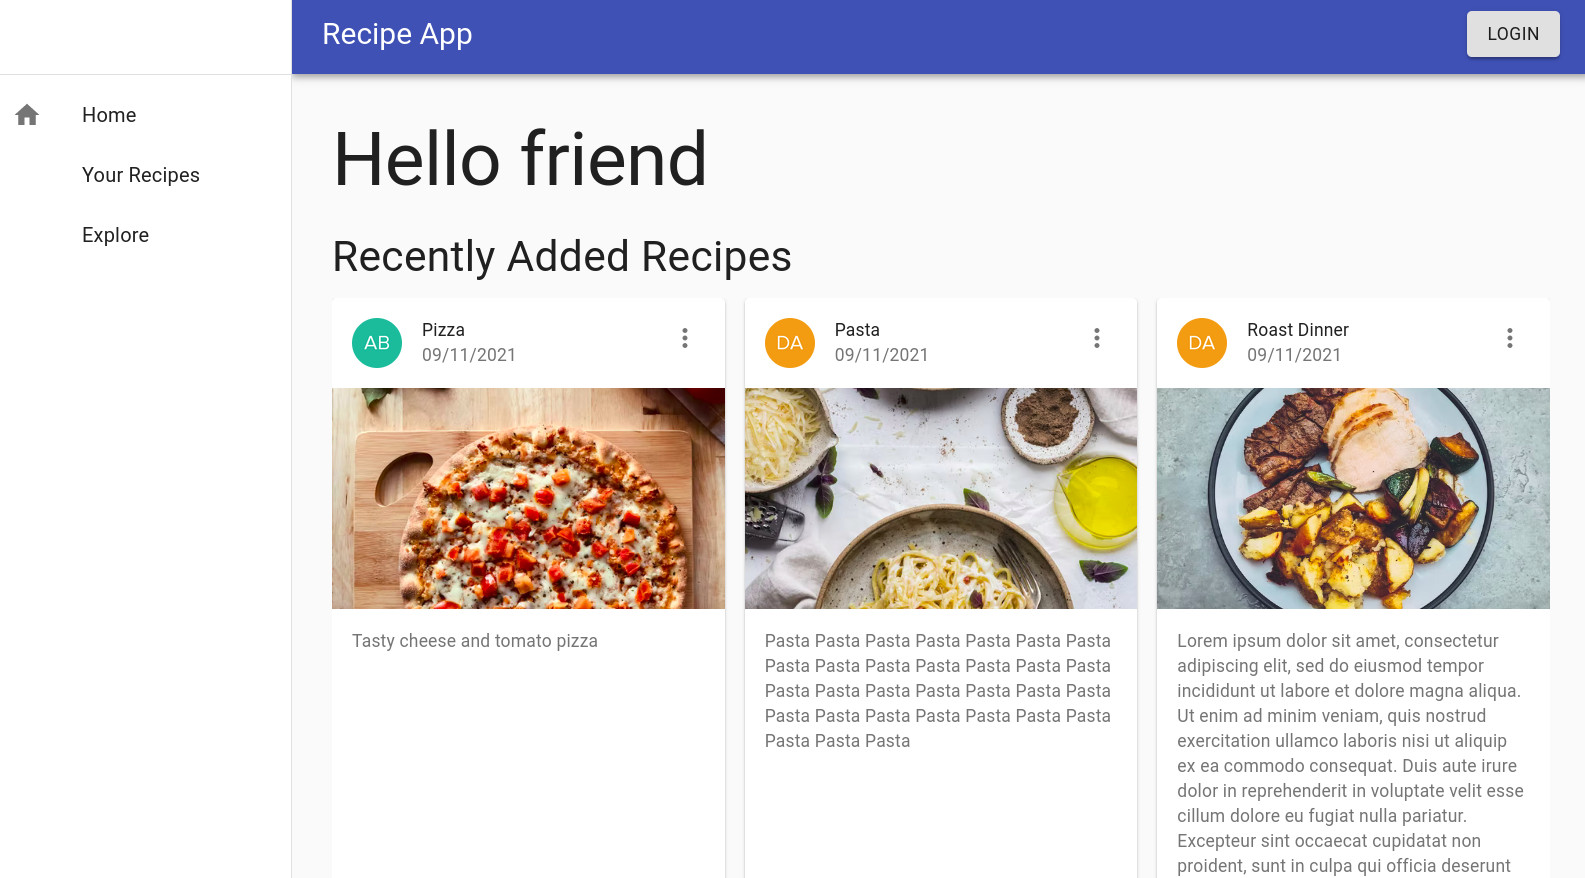 Recipe App
LOGIN
Home
Your Recipes
Explore
Hello friend
Recently Added Recipes
AB
Pizza
09/11/2021
Tasty cheese and tomato pizza
DA
Pasta
09/11/2021
Pasta Pasta Pasta Pasta Pasta Pasta Pasta
Pasta Pasta Pasta Pasta Pasta Pasta Pasta
Pasta Pasta Pasta Pasta Pasta Pasta Pasta
Pasta Pasta Pasta Pasta Pasta Pasta Pasta
Pasta Pasta Pasta
DA
Roast Dinner
09/11/2021
Lorem ipsum dolor sit amet, consectetur
adipiscing elit, sed do eiusmod tempor
incididunt ut labore et dolore magna aliqua.
Ut enim ad minim veniam, quis nostrud
exercitation ullamco laboris nisi ut aliquip
ex ea commodo consequat. Duis aute irure
dolor in reprehenderit in voluptate velit esse
cillum dolore eu fugiat nulla pariatur.
Excepteur sint occaecat cupidatat non
proident, sunt in culpa qui officia deserunt